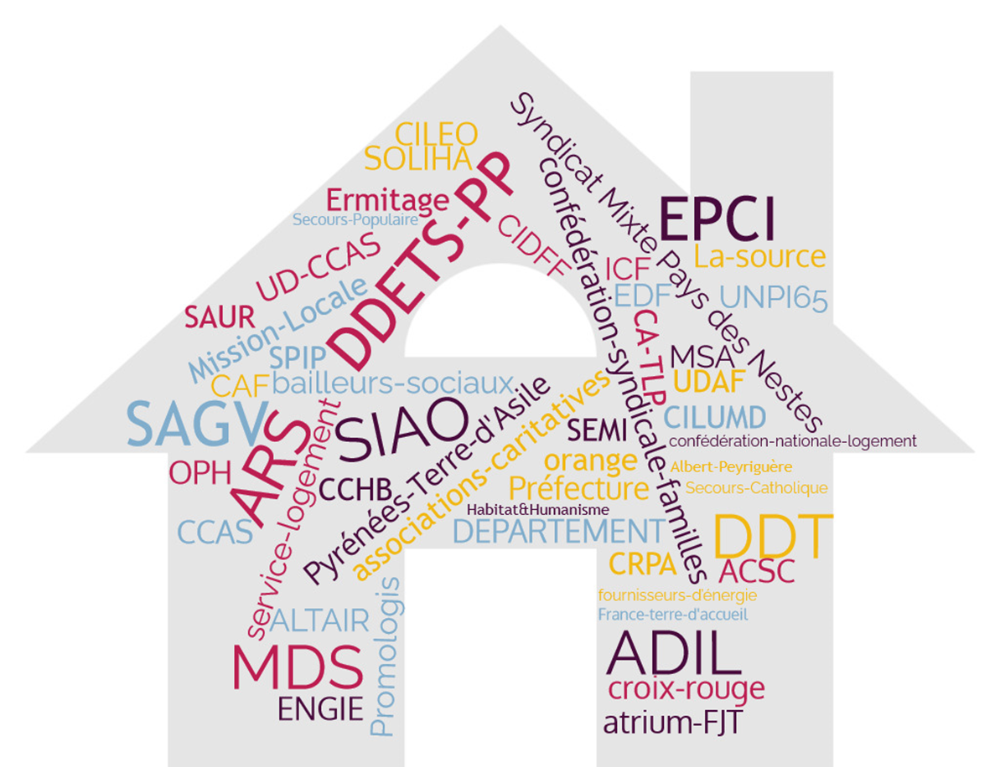 CILEO
SOLIHA
Syndicat Mixte Pays des Nestes
confédération-syndicale-familles
DDETS-PP
Ermitage
Secours-Populaire
EPCI
CIDFF
La-source
UD-CCAS
ICF
EDF
UNPI65
Mission-Locale
SAUR
CA-TLP
SPIP
MSA
CAF
bailleurs-sociaux
UDAF
SAGV
ARS
service-logement
SIAO
Pyrénées-Terre-d'Asile
associations-caritatives
SEMI
CILUMD
confédération-nationale-logement
orange
Albert-Peyriguère
OPH
CCHB
Préfecture
Secours-Catholique
Habitat&Humanisme
CCAS
DEPARTEMENT
DDT
CRPA
ACSC
fournisseurs-d'énergie
France-terre-d'accueil
ALTAIR
Promologis
MDS
ADIL
croix-rouge
ENGIE
atrium-FJT